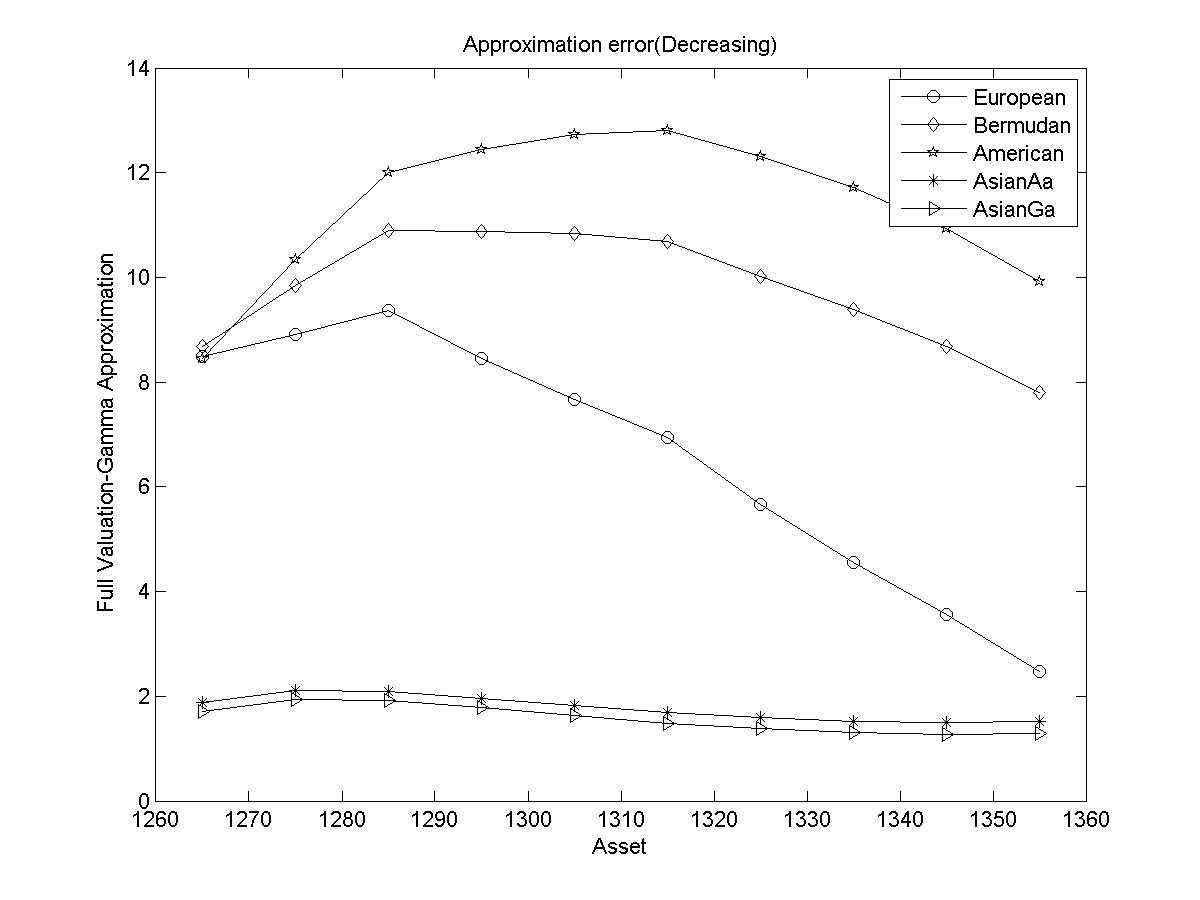 Approximation error(Decreasing)
14
12
10
8
6
4
2
0
Full Valuation-Gamma Approximation
European
Bermudan
American
AsianAa
AsianGa
1260 1270 1280 1290 1300 1310 1320 1330 1340 1350 1360
Asset